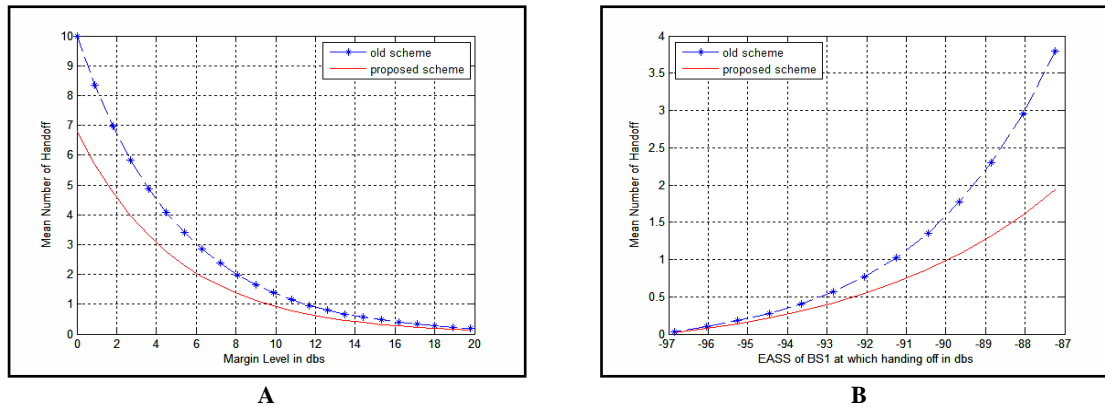 10
9
8
7
6
5
4
3
2
1
0
Mean Number of Handoff
old scheme
proposed scheme
0 2 4 6 8 10 12 14 16 18 20
Margin Level in dbs
A
4
3.5
3
2.5
2
1.5
1
0.5
0
Mean Number of Handoff
old scheme
proposed scheme
-97 -96 -95 -94 -93 -92 -91 -90 -89 -88 -87
EASS of BS1 at which handing off in dbs
B